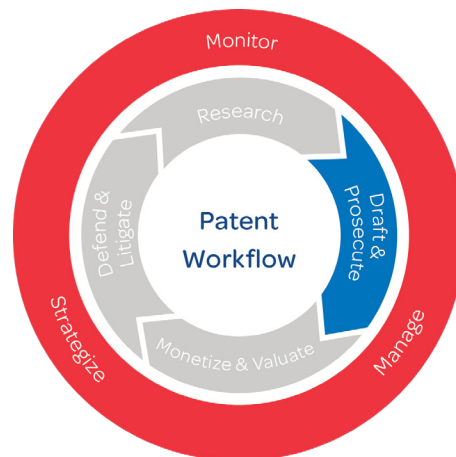 Monitor
Research
Draft &
Prosecute
Patent
Workflow
Defend &
Litigate
Monetize & Valuate
Strategize
Manage